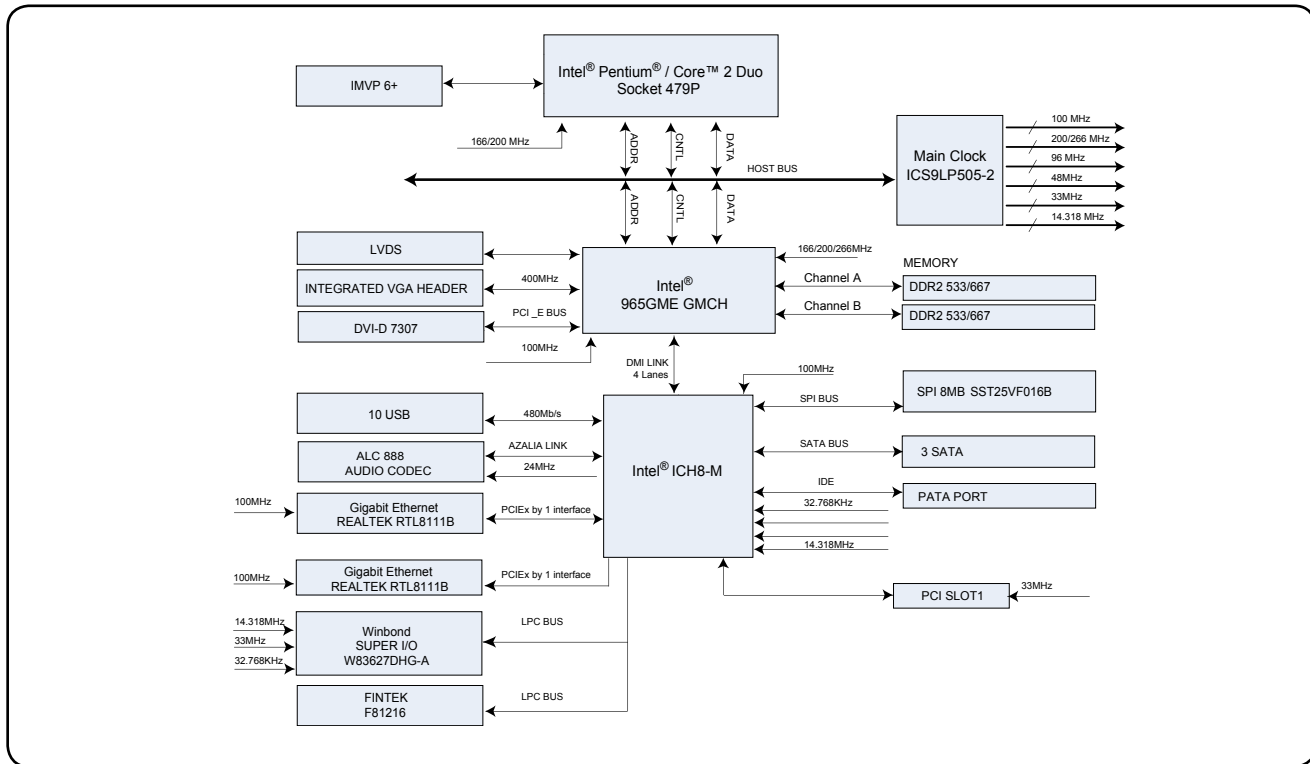 Intel® Pentium® / Core™ 2 Duo
Socket 479P
IMVP 6+
166/200 MHz
ADDR
CNTL
DATA
HOST BUS
Main Clock
ICS9LP505-2
100 MHz
200/266 MHz
96 MHz
48MHz
33MHz
14.318 MHz
ADDR
CNTL
DATA
LVDS
INTEGRATED VGA HEADER
400MHz
DVI-D 7307
PCI _E BUS
100MHz
Intel®
965GME GMCH
166/200/266MHz
Channel A
Channel B
MEMORY
DDR2 533/667
DDR2 533/667
DMI LINK
4 Lanes
100MHz
10 USB
480Mb/s
ALC 888
AUDIO CODEC
AZALIA LINK
24MHz
100MHz
Gigabit Ethernet
REALTEK RTL8111B
PCIEx by 1 interface
Intel® ICH8-M
SPI BUS
SPI 8MB SST25VF016B
SATA BUS
3 SATA
IDE
PATA PORT
32.768KHz
14.318MHz
100MHz
Gigabit Ethernet
REALTEK RTL8111B
PCIEx by 1 interface
PCI SLOT1
33MHz
14.318MHz
33MHz
32.768KHz
Winbond
SUPER I/O
W83627DHG-A
LPC BUS
FINTEK
F81216
LPC BUS